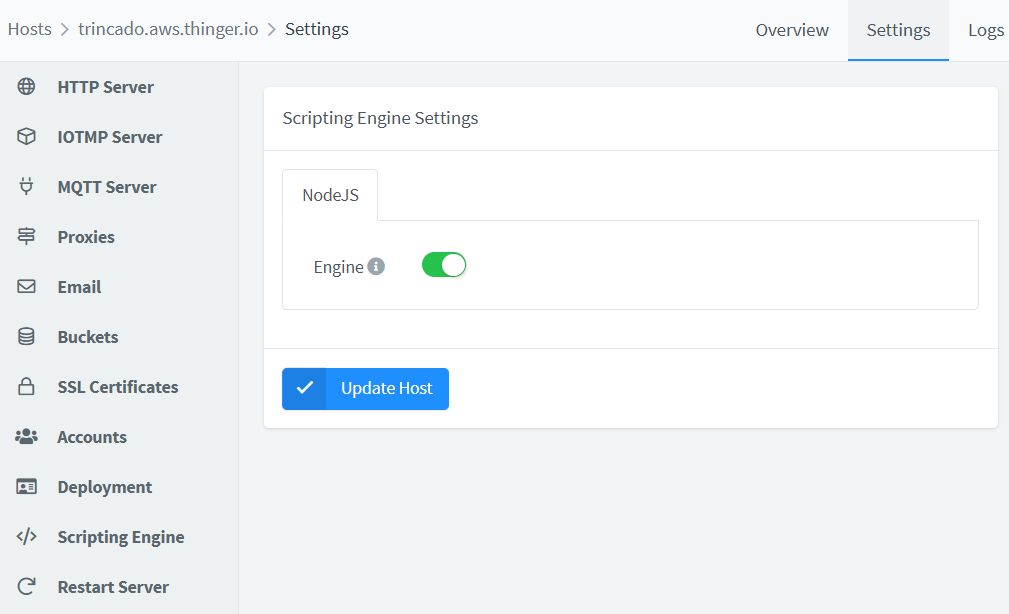 Hosts > trincado.aws.thinger.io > Settings
Overview
Settings
Logs
HTTP Server
IOTMP Server
MQTT Server
Proxies
Email
Buckets
SSL Certificates
Accounts
Deployment
Scripting Engine
Restart Server
Scripting Engine Settings
NodeJS
Engine
Update Host